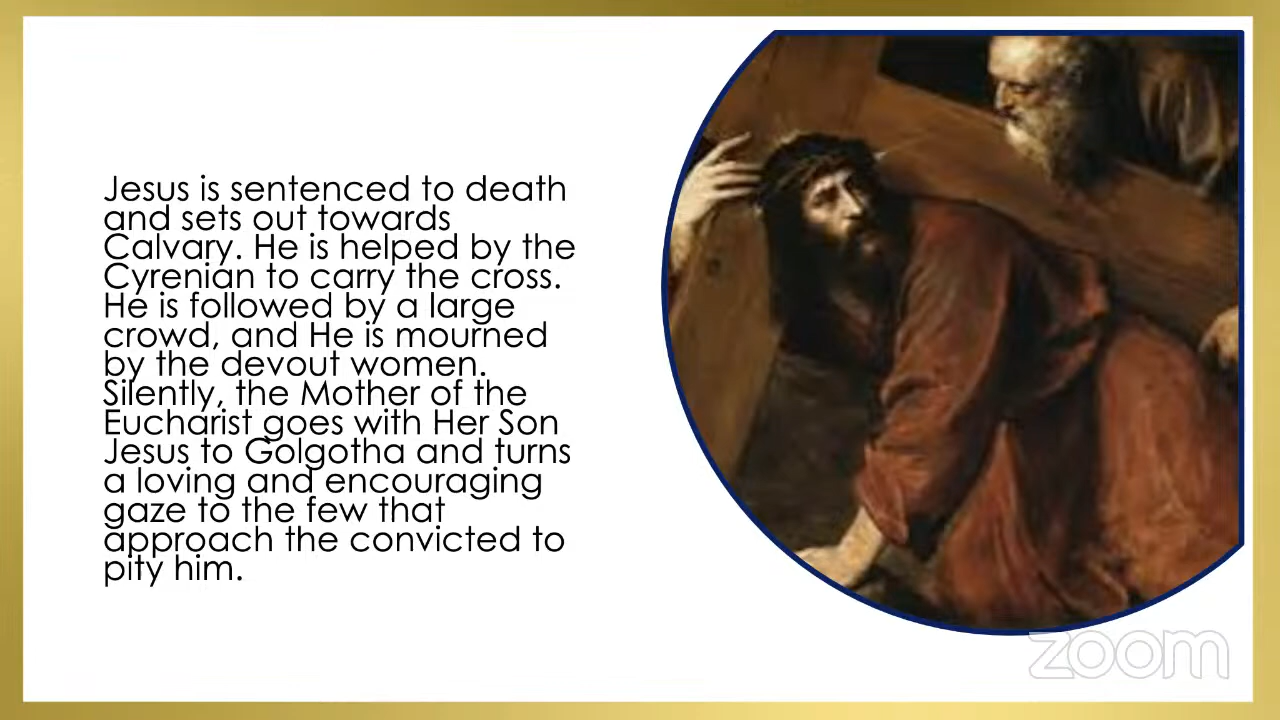 Jesus is sentenced to death
and sets out towards
Calvary. He is helped by the
Cyrenian to carry the cross.
He is followed by a large
crowd, and He is mourned
by the devout women.
Silently, the Mother of the
Eucharist goes with Her Son
Jesus to Golgotha and turns
a loving and encouraging
gaze to the few that
approach the convicted to
pity him.
zoom